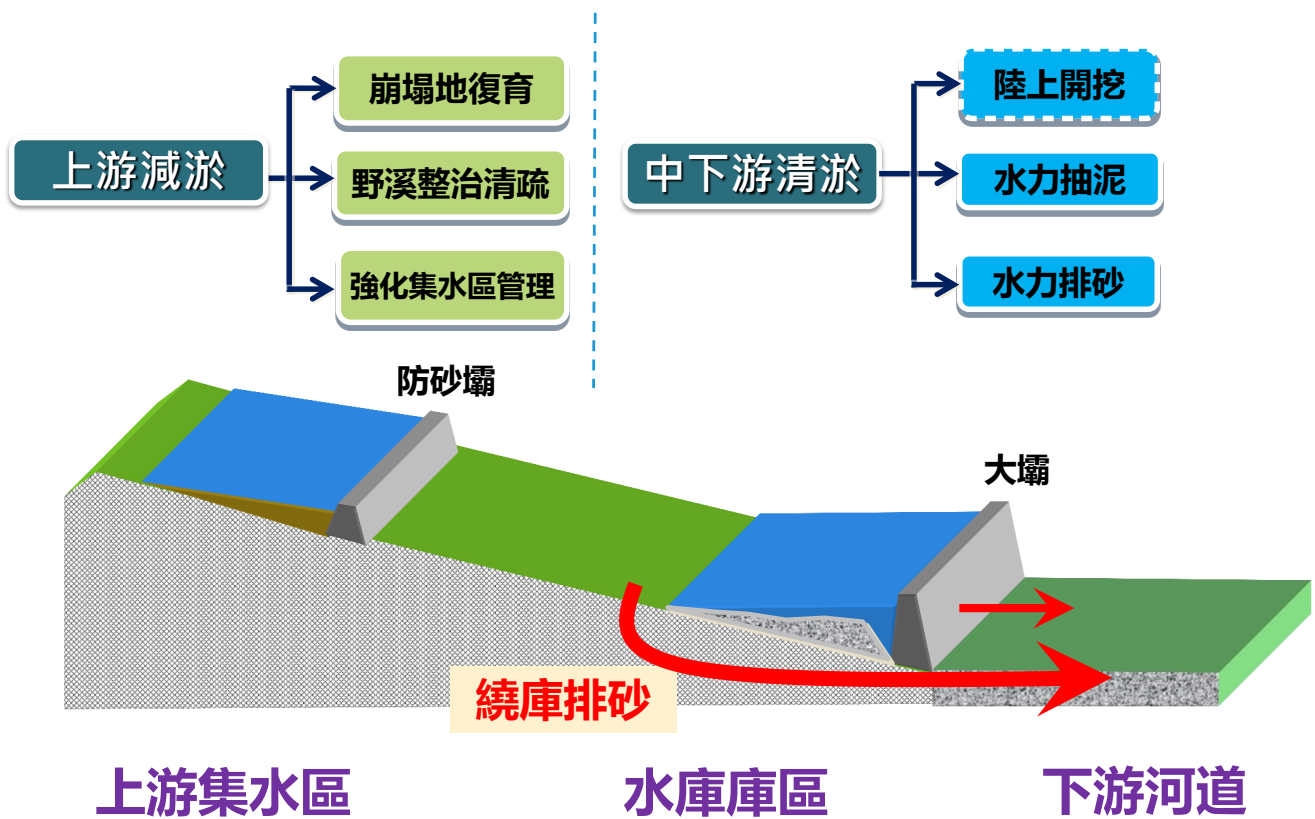 上游減淤
崩塌地復育
野溪整治清疏
強化集水區管理
中下游清淤
陸上開挖
水力抽泥
水力排砂
防砂壩
大壩
繞庫排砂
上游集水區
水庫庫區
下游河道